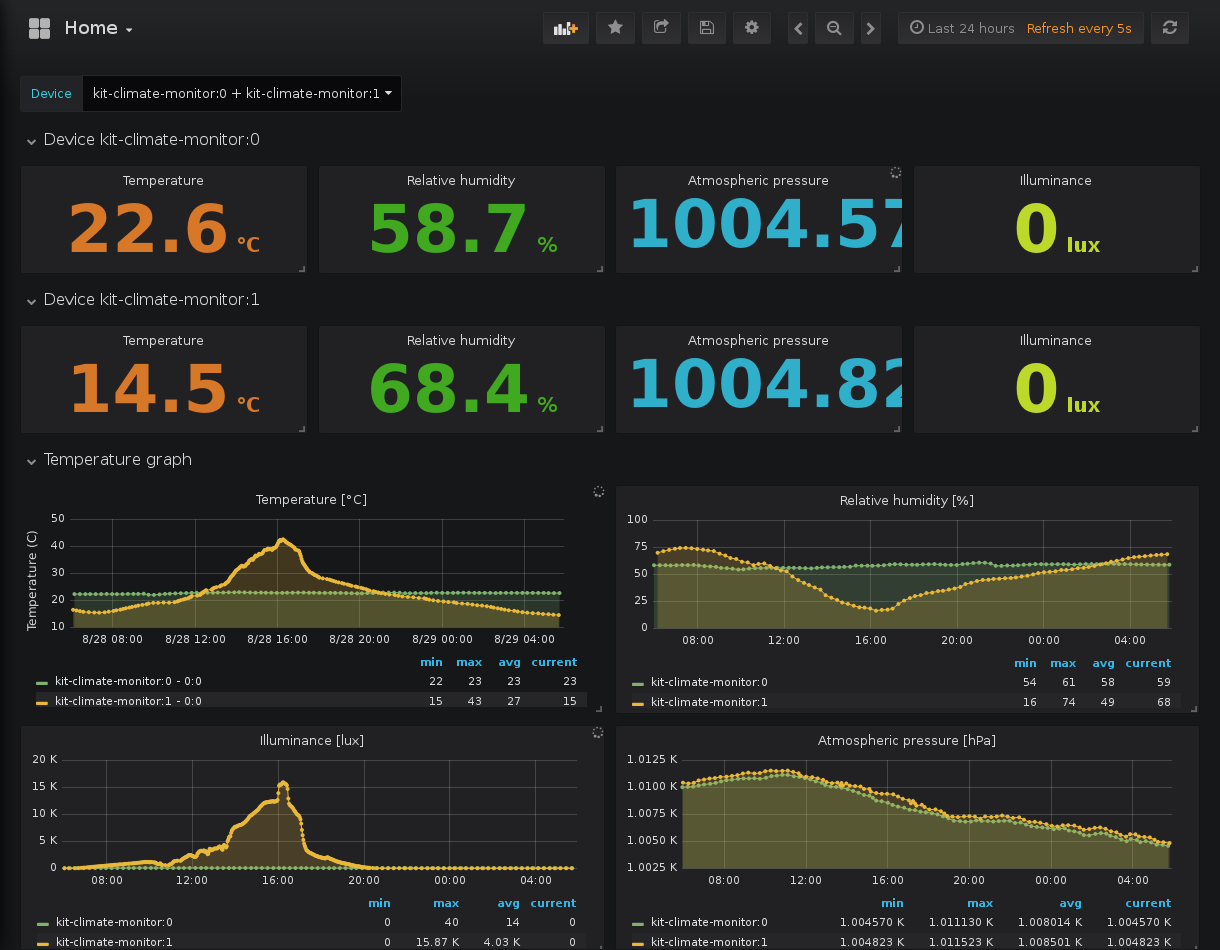 Home
Last 24 hours Refresh every 5s
Device kit-climate-monitor:0 + kit-climate-monitor:1
Device kit-climate-monitor:0
Temperature Relative humidity Atmospheric pressure Illuminance
22.6 °C 58.7 % 1004.57 0 lux
Device kit-climate-monitor:1
Temperature Relative humidity Atmospheric pressure Illuminance
14.5 °C 68.4 % 1004.82 0 lux
Temperature graph
Temperature [°C]
Temperature (C)
50
40
30
20
10
8/28 08:00 8/28 12:00 8/28 16:00 8/28 20:00 8/29 00:00 8/29 04:00
min max avg current
kit-climate-monitor:0 - 0:0 22 23 23 23
kit-climate-monitor:1 - 0:0 15 43 27 15
Relative humidity [%]
100
75
50
25
0
08:00 12:00 16:00 20:00 00:00 04:00
min max avg current
kit-climate-monitor:0 54 61 58 59
kit-climate-monitor:1 16 74 49 68
Illuminance [lux]
20 K
15 K
10 K
5 K
0
08:00 12:00 16:00 20:00 00:00 04:00
min max avg current
kit-climate-monitor:0 0 40 14 0
kit-climate-monitor:1 0 15.87 K 4.03 K 0
Atmospheric pressure [hPa]
1.0125 K
1.0100 K
1.0075 K
1.0050 K
1.0025 K
08:00 12:00 16:00 20:00 00:00 04:00
min max avg current
kit-climate-monitor:0 1.004570 K 1.011130 K 1.008014 K 1.004570 K
kit-climate-monitor:1 1.004823 K 1.011523 K 1.008501 K 1.004823 K